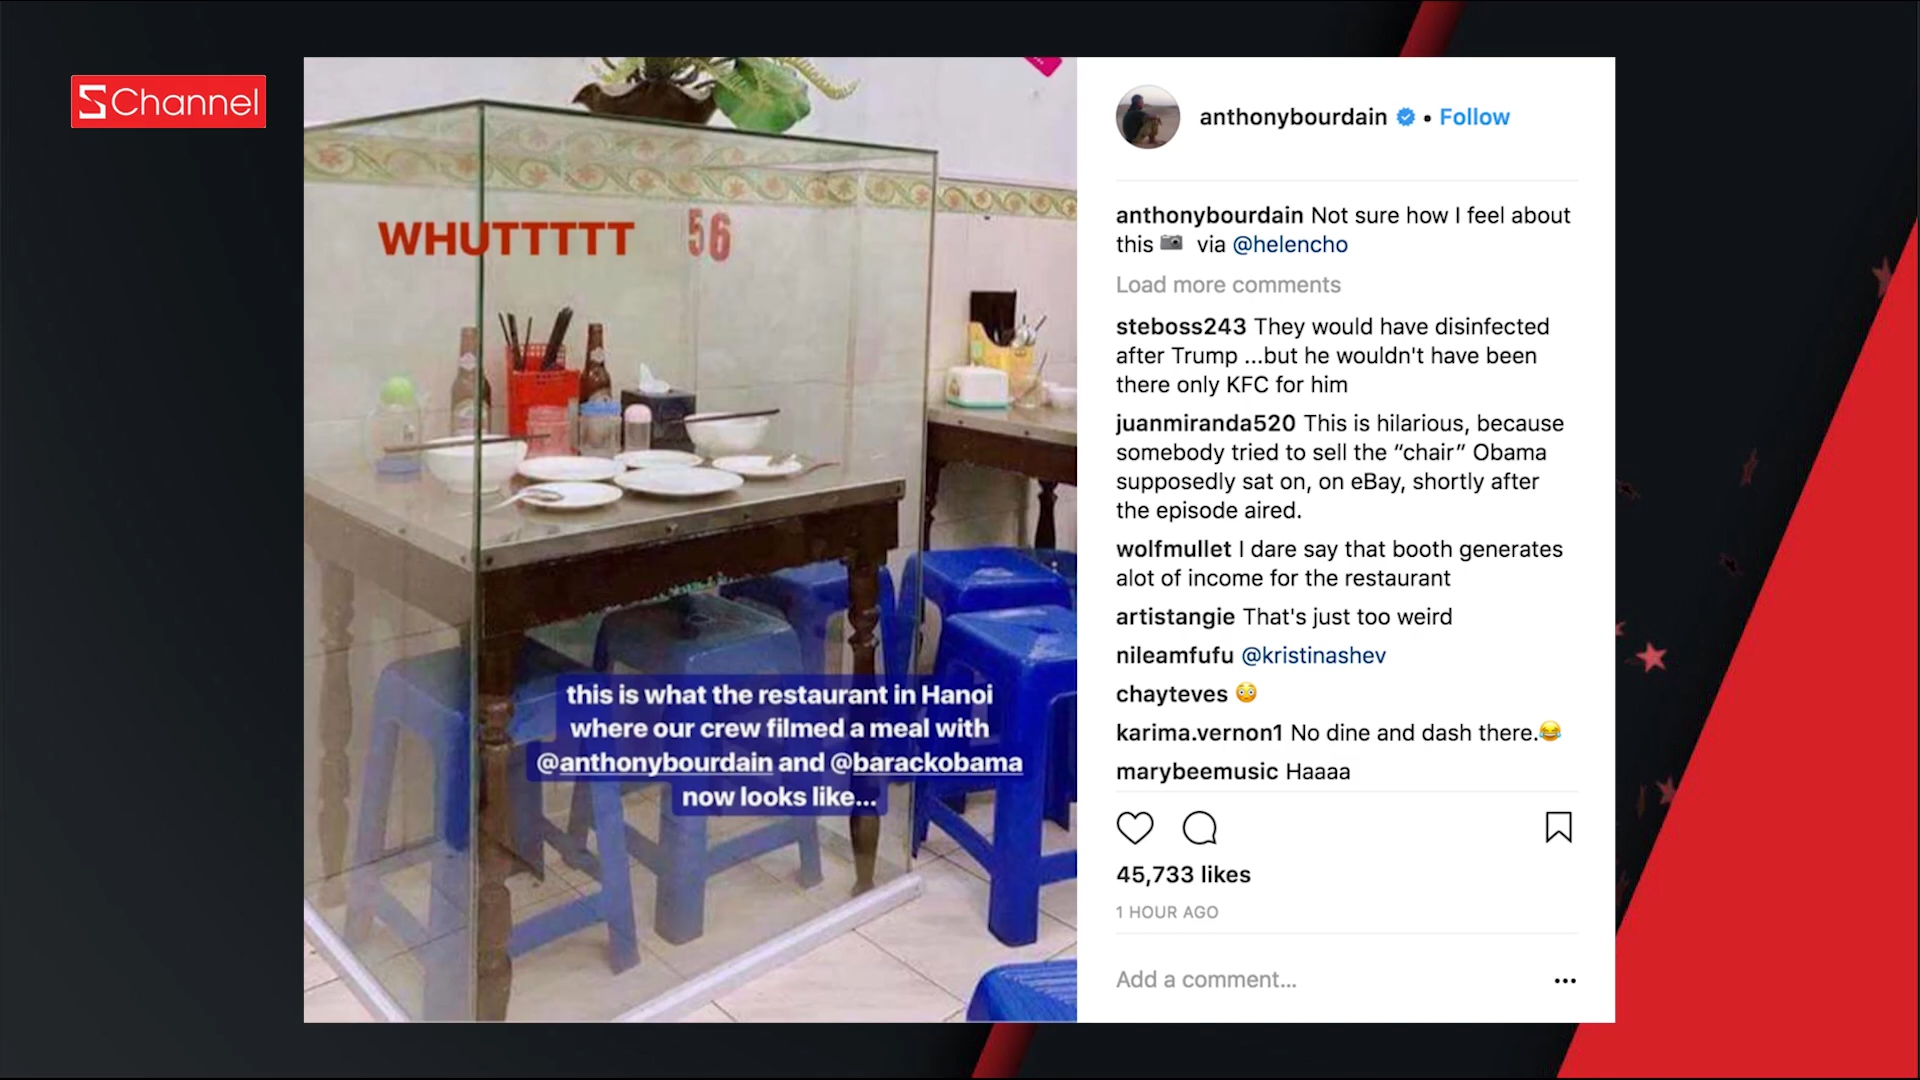 S Channel
WHUTTTTT
56
this is what the restaurant in Hanoi
where our crew filmed a meal with
@anthonybourdain and @barackobama
now looks like...
anthonybourdain • Follow
anthonybourdain Not sure how I feel about
this 📷 via @helencho
Load more comments
steboss243 They would have disinfected
after Trump ...but he wouldn't have been
there only KFC for him
juanmiranda520 This is hilarious, because
somebody tried to sell the “chair” Obama
supposedly sat on, on eBay, shortly after
the episode aired.
wolfmullet I dare say that booth generates
alot of income for the restaurant
artistangie That's just too weird
nileamfufu @kristinashev
chayteves 😳
karima.vernon1 No dine and dash there.😂
marybeemusic Haaaa
45,733 likes
1 HOUR AGO
Add a comment...